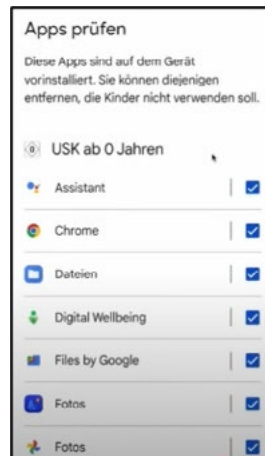 Apps prüfen
Diese Apps sind auf dem Gerät
vorinstalliert. Sie können diejenigen
entfernen, die Kinder nicht verwenden soll.
0 USK ab 0 Jahren
Assistant
Chrome
Dateien
Digital Wellbeing
Files by Google
Fotos
Fotos